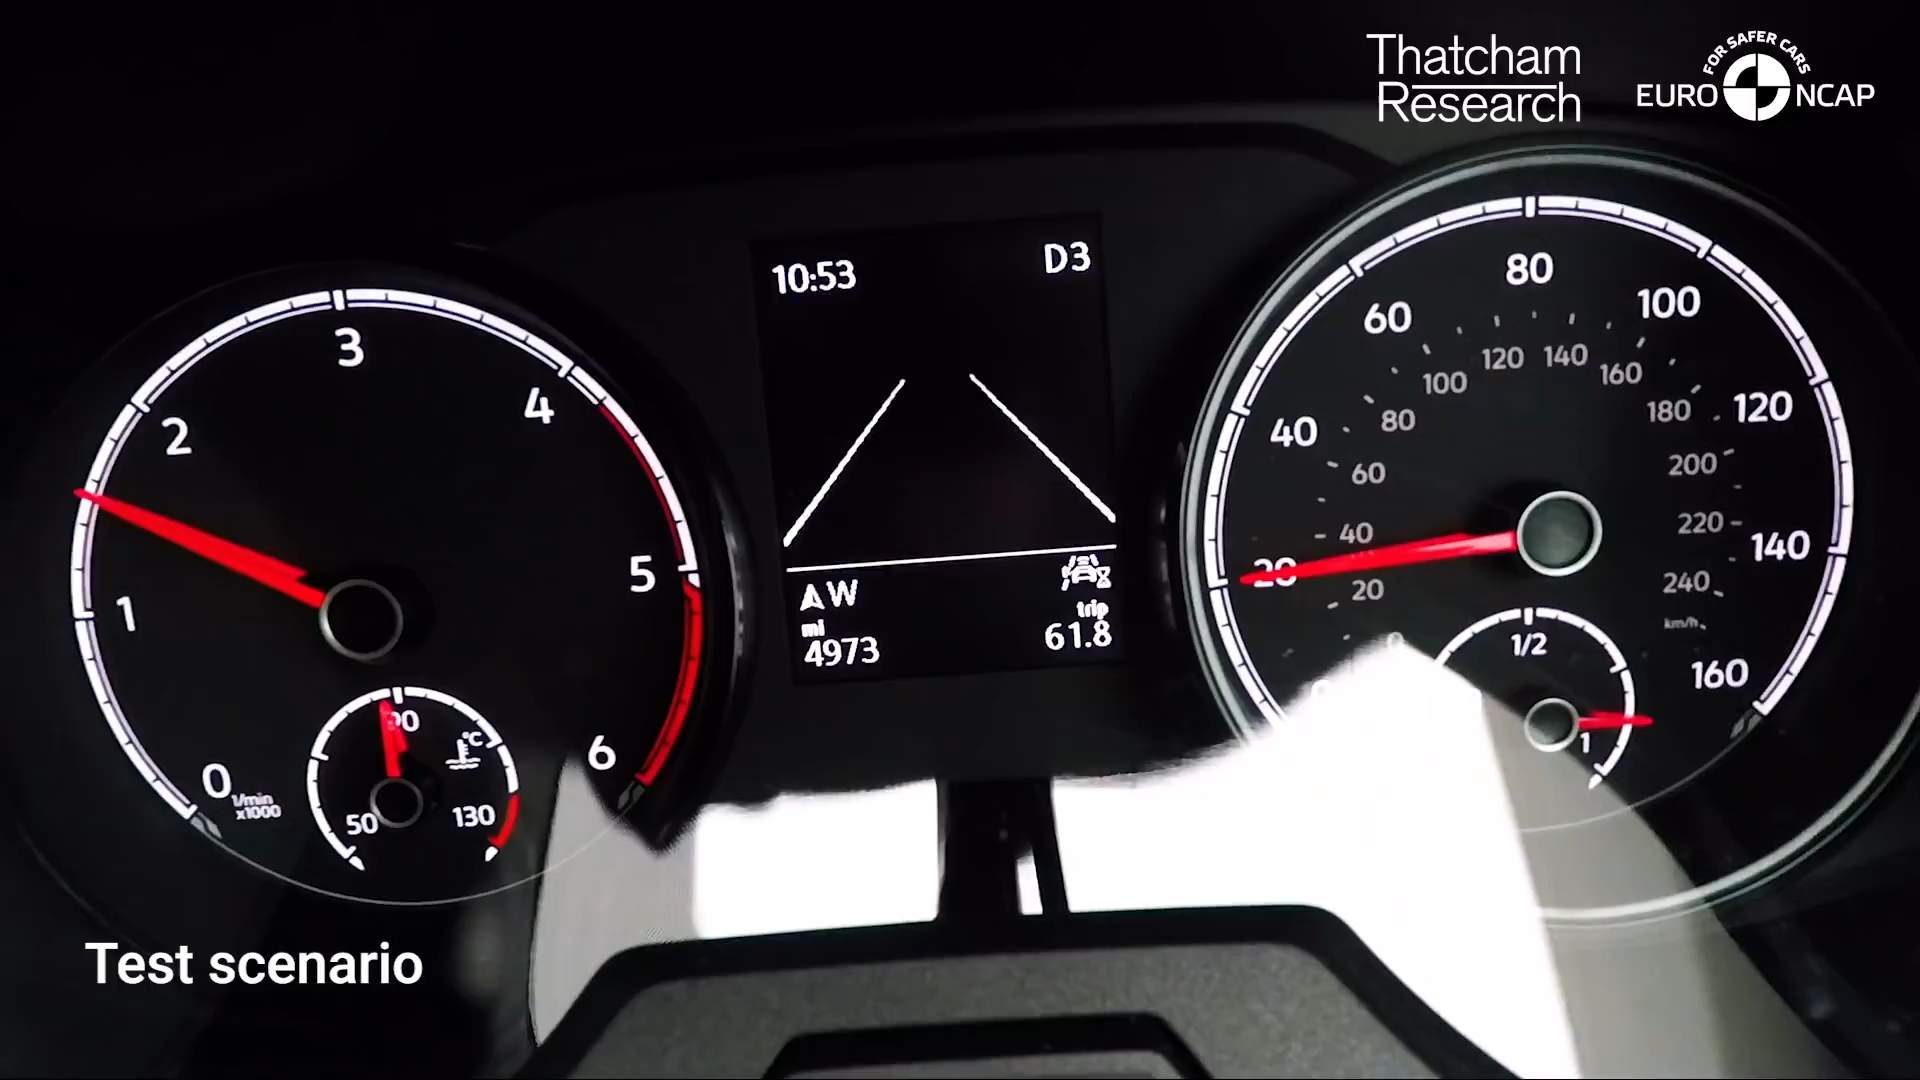 Thatcham
Research
FOR SAFER CARS
EURO NCAP
10:53
D3
W
mi
4973
trip
61.8
0
1
2
3
4
5
6
1/min
x1000
50
90
130
°C
20
40
60
80
100
120
140
160
0
20
40
60
80
100
120
140
160
180
200
220
240
km/h
1/2
1
Test scenario